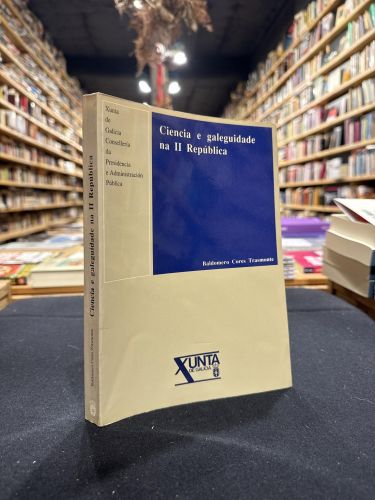 Xunta
de
Galicia
Consellería
da
Presidencia
e Administración
Pública
Ciencia e galeguidade
na II República
Baldomero Cores Trasmonte
XUNTA
DE GALICIA
Ciencia e galeguidade na II República
Baldomero Cores Trasmonte